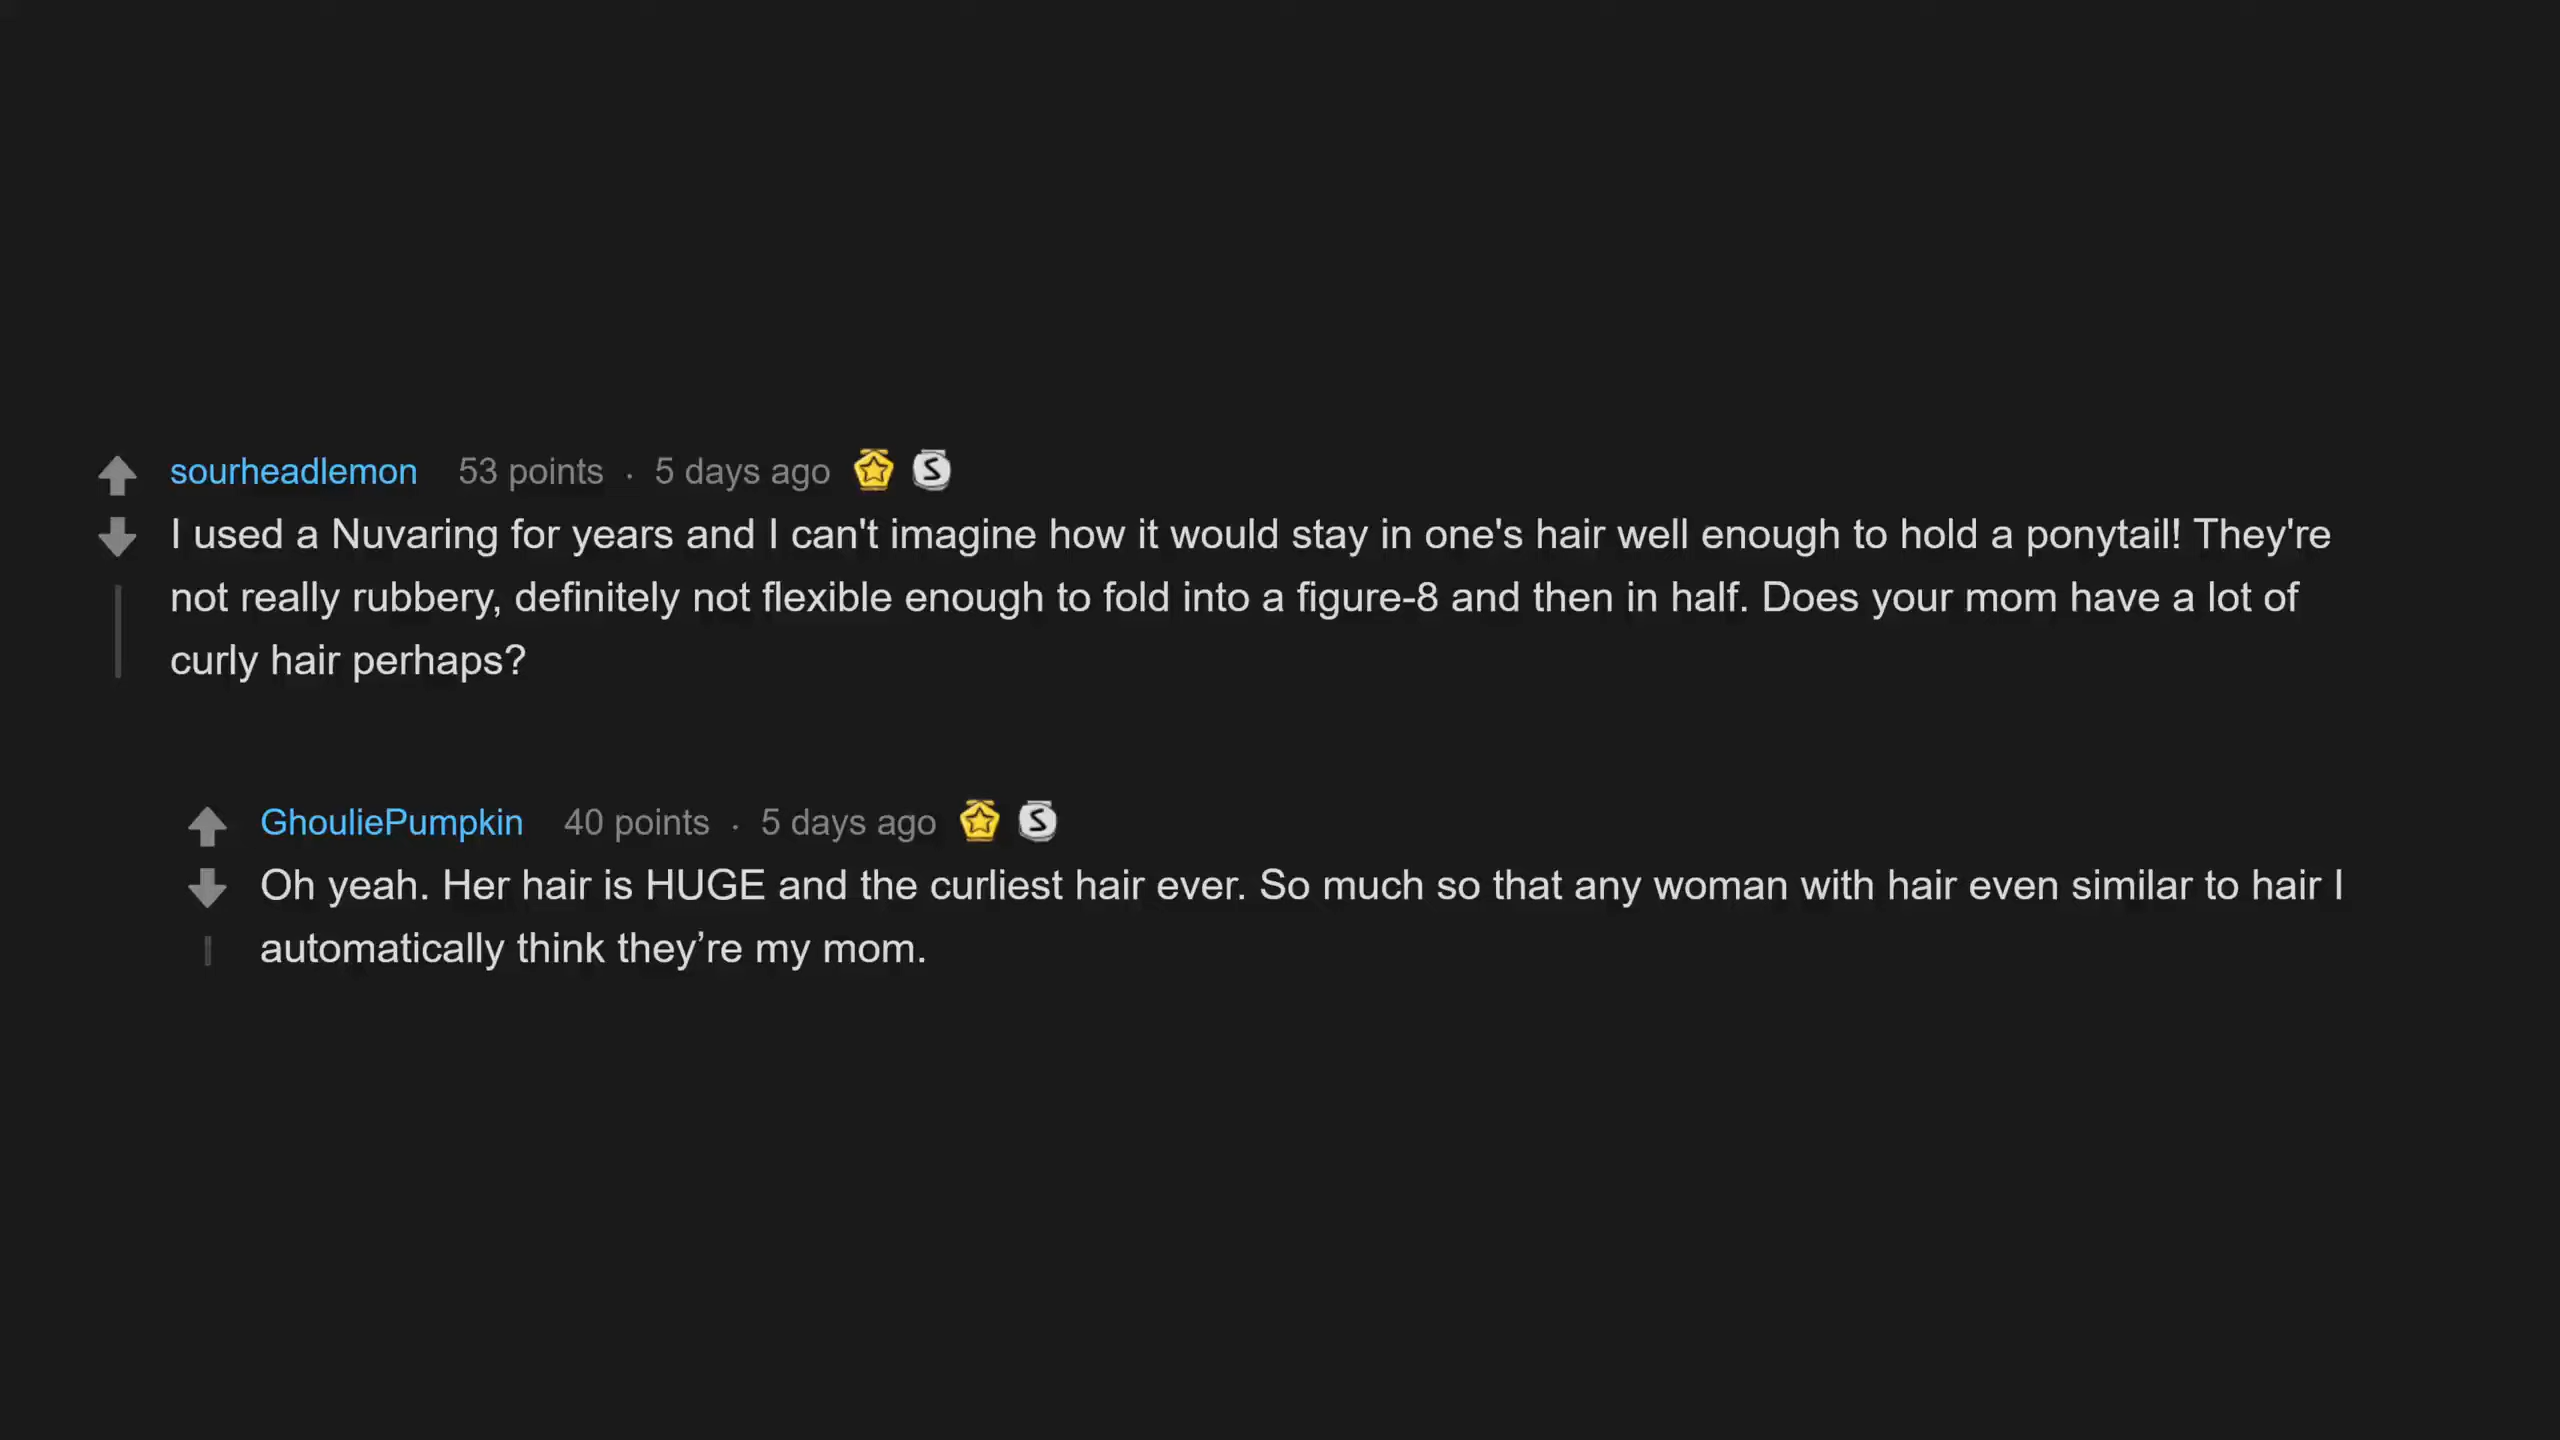 sourheadlemon 53 points · 5 days ago S
I used a Nuvaring for years and I can't imagine how it would stay in one's hair well enough to hold a ponytail! They're
not really rubbery, definitely not flexible enough to fold into a figure-8 and then in half. Does your mom have a lot of
curly hair perhaps?
GhouliePumpkin 40 points · 5 days ago S
Oh yeah. Her hair is HUGE and the curliest hair ever. So much so that any woman with hair even similar to hair I
automatically think they’re my mom.